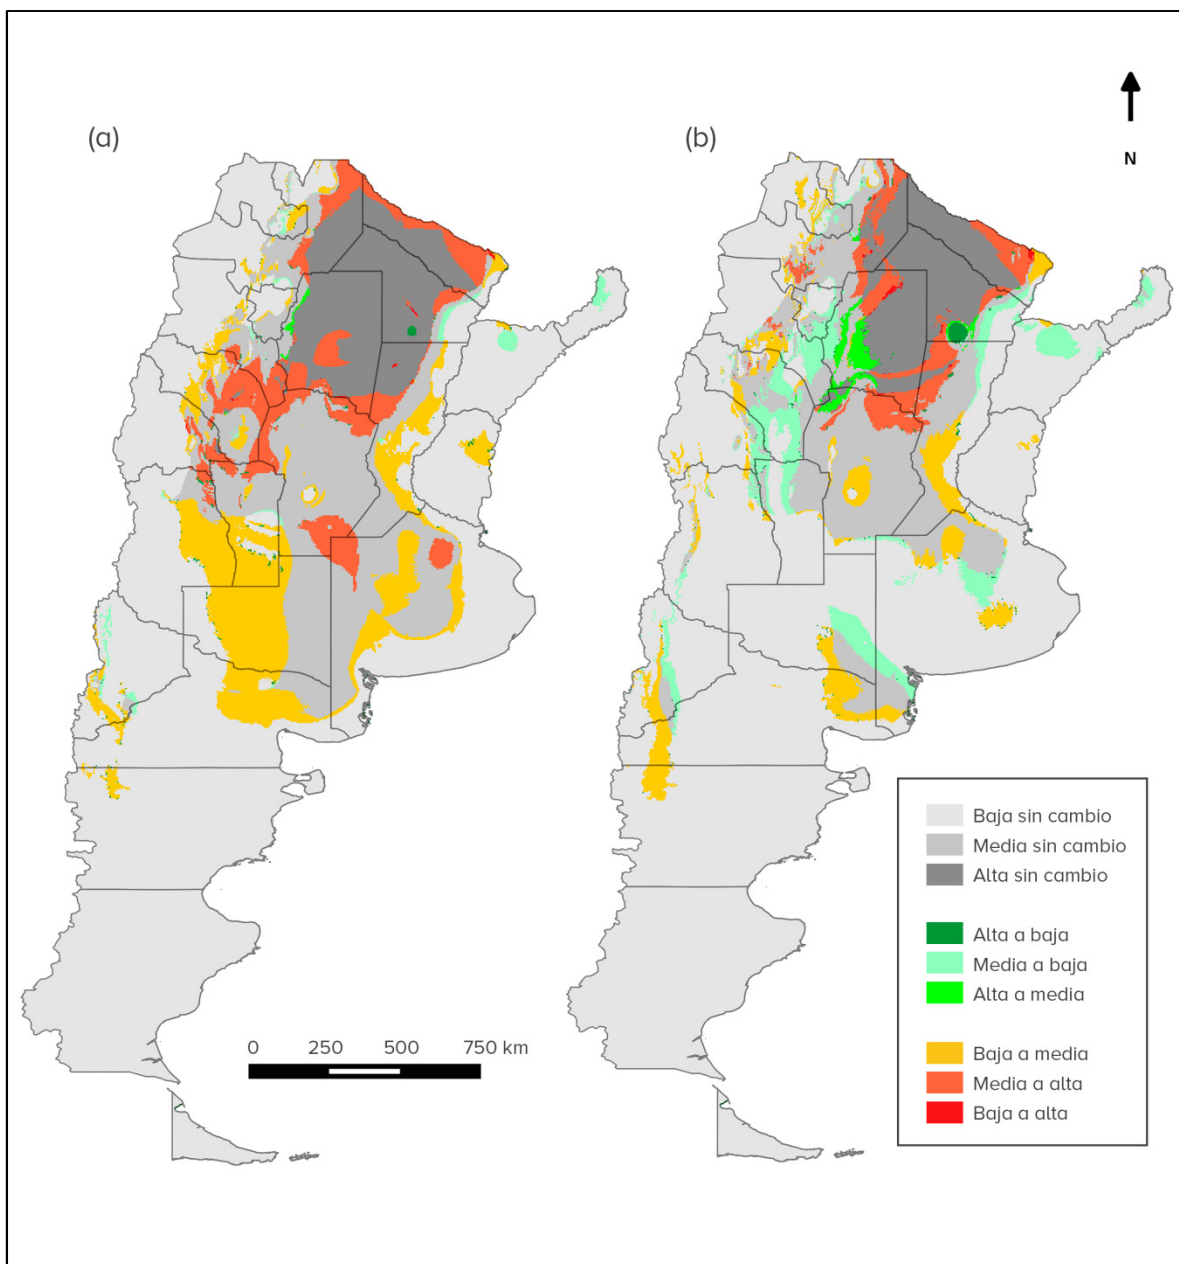 (a)
(b)
N
Baja sin cambio
Media sin cambio
Alta sin cambio
Alta a baja
Media a baja
Alta a media
Baja a media
Media a alta
Baja a alta
0 250 500 750 km